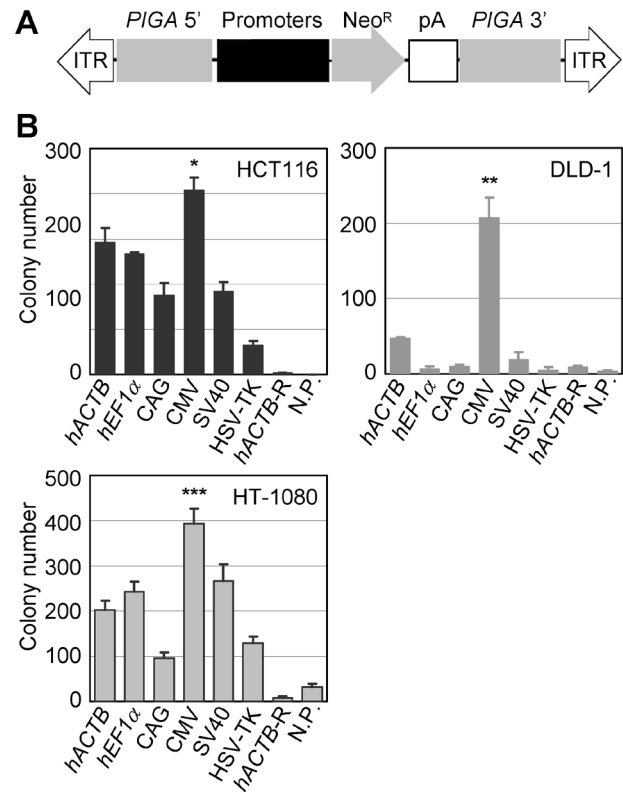 A
PIGA 5’ Promoters Neoᴿ pA PIGA 3’
ITR ITR
B
Colony number
300
200
100
0
*
HCT116
hACTB
hEF1α
CAG
CMV
SV40
HSV-TK
hACTB-R
N.P.
300
200
100
0
**
DLD-1
hACTB
hEF1α
CAG
CMV
SV40
HSV-TK
hACTB-R
N.P.
Colony number
500
400
300
200
100
0
***
HT-1080
hACTB
hEF1α
CAG
CMV
SV40
HSV-TK
hACTB-R
N.P.